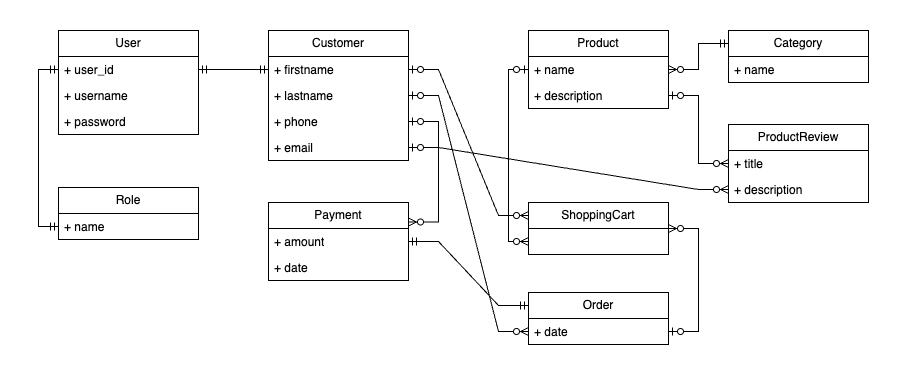 User
+ user_id
+ username
+ password
Customer
+ firstname
+ lastname
+ phone
+ email
Product
+ name
+ description
Category
+ name
ProductReview
+ title
+ description
Role
+ name
Payment
+ amount
+ date
ShoppingCart
Order
+ date